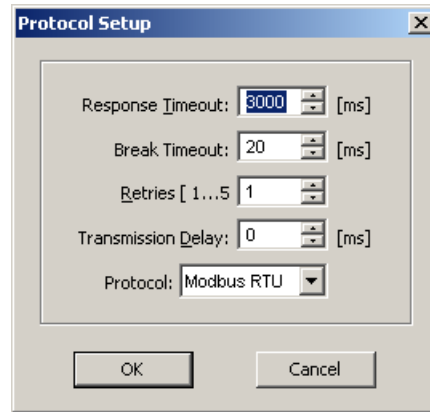 Protocol Setup
Response Timeout: 3000 [ms]
Break Timeout: 20 [ms]
Retries [ 1...5 1
Transmission Delay: 0 [ms]
Protocol: Modbus RTU
OK Cancel